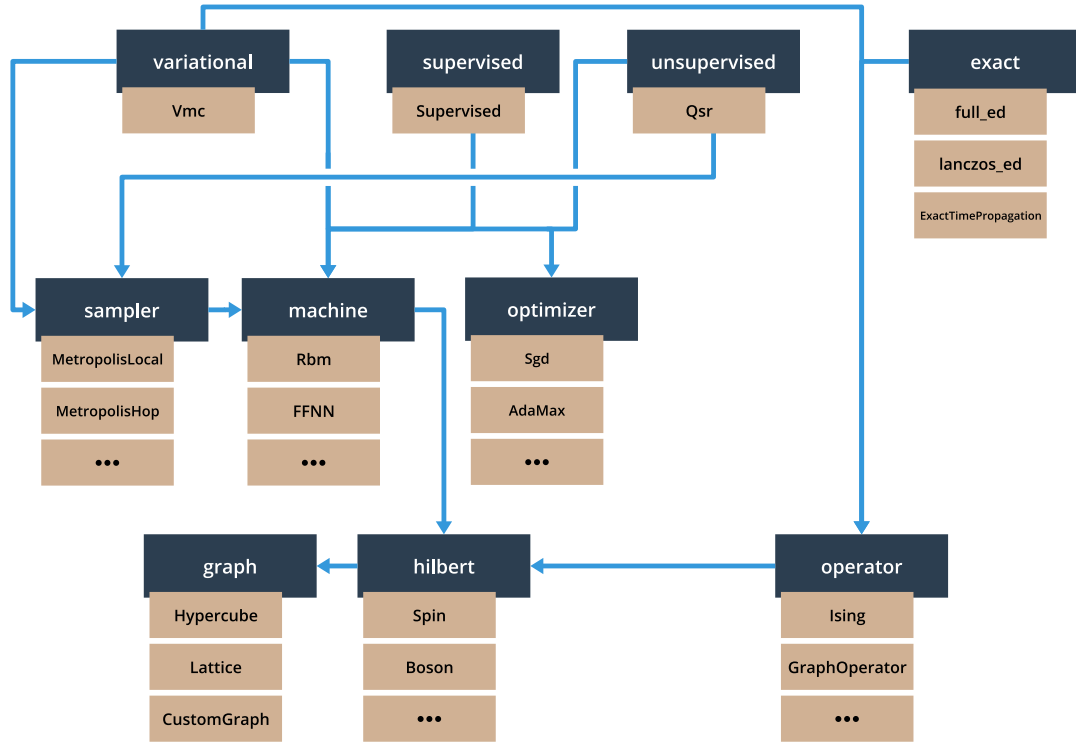 variational
supervised
unsupervised
exact
Vmc
Supervised
Qsr
full_ed
lanczos_ed
ExactTimePropagation
sampler
machine
optimizer
MetropolisLocal
Rbm
Sgd
MetropolisHop
FFNN
AdaMax
•••
•••
•••
graph
hilbert
operator
Hypercube
Spin
Ising
Lattice
Boson
GraphOperator
CustomGraph
•••
•••